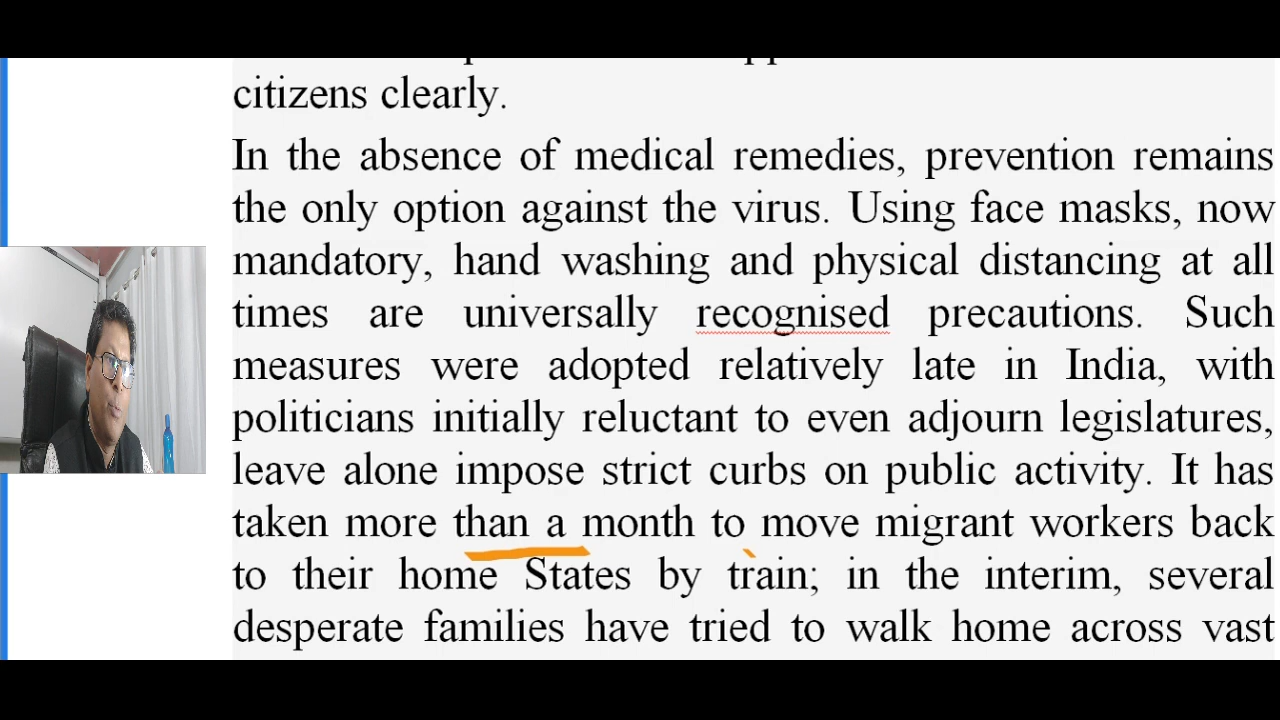 citizens clearly.
In the absence of medical remedies, prevention remains
the only option against the virus. Using face masks, now
mandatory, hand washing and physical distancing at all
times are universally recognised precautions. Such
measures were adopted relatively late in India, with
politicians initially reluctant to even adjourn legislatures,
leave alone impose strict curbs on public activity. It has
taken more than a month to move migrant workers back
to their home States by train; in the interim, several
desperate families have tried to walk home across vast